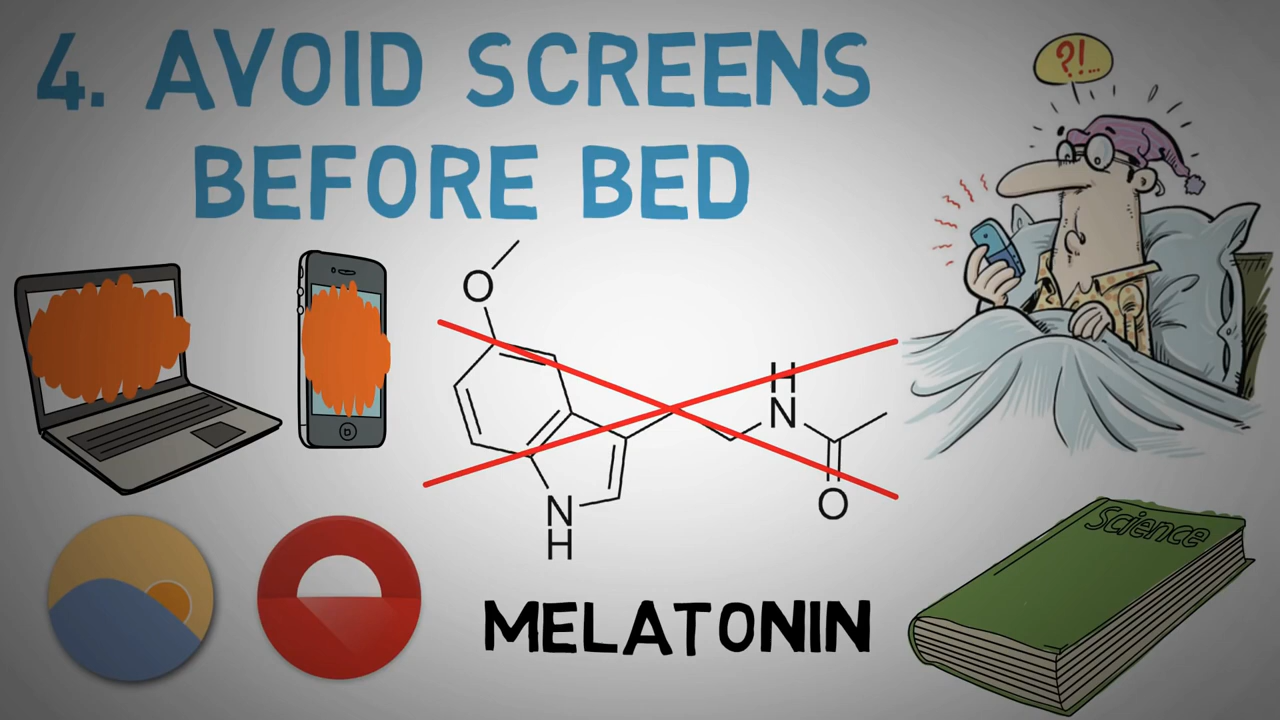 4. AVOID SCREENS
BEFORE BED
?!...
O
H
N
O
N
H
Science
MELATONIN